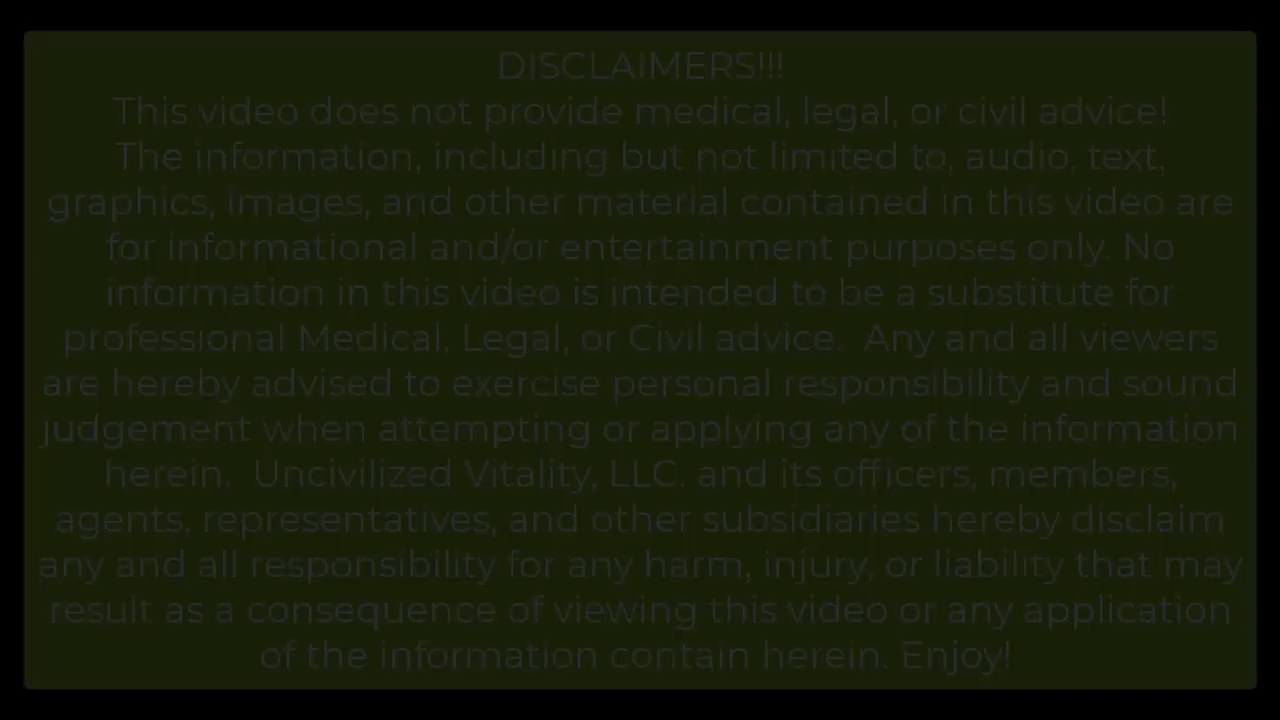 DISCLAIMERS!!!
This video does not provide medical, legal, or civil advice!
The information, including but not limited to, audio, text,
graphics, images, and other material contained in this video are
for informational and/or entertainment purposes only. No
information in this video is intended to be a substitute for
professional Medical, Legal, or Civil advice.  Any and all viewers
are hereby advised to exercise personal responsibility and sound
judgement when attempting or applying any of the information
herein.  Uncivilized Vitality, LLC. and its officers, members,
agents, representatives, and other subsidiaries hereby disclaim
any and all responsibility for any harm, injury, or liability that may
result as a consequence of viewing this video or any application
of the information contain herein. Enjoy!